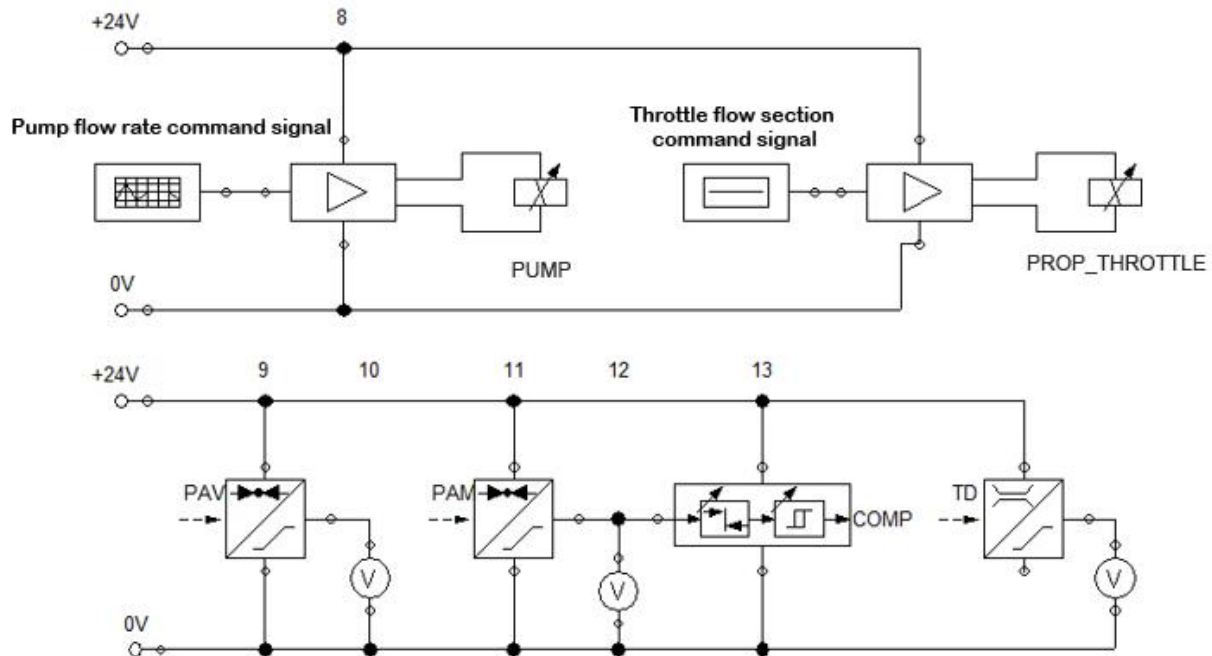 +24V 8
Pump flow rate command signal
Throttle flow section
command signal
PUMP
PROP_THROTTLE
0V
+24V 9 10 11 12 13
PAV PAM COMP TD
V V V
0V